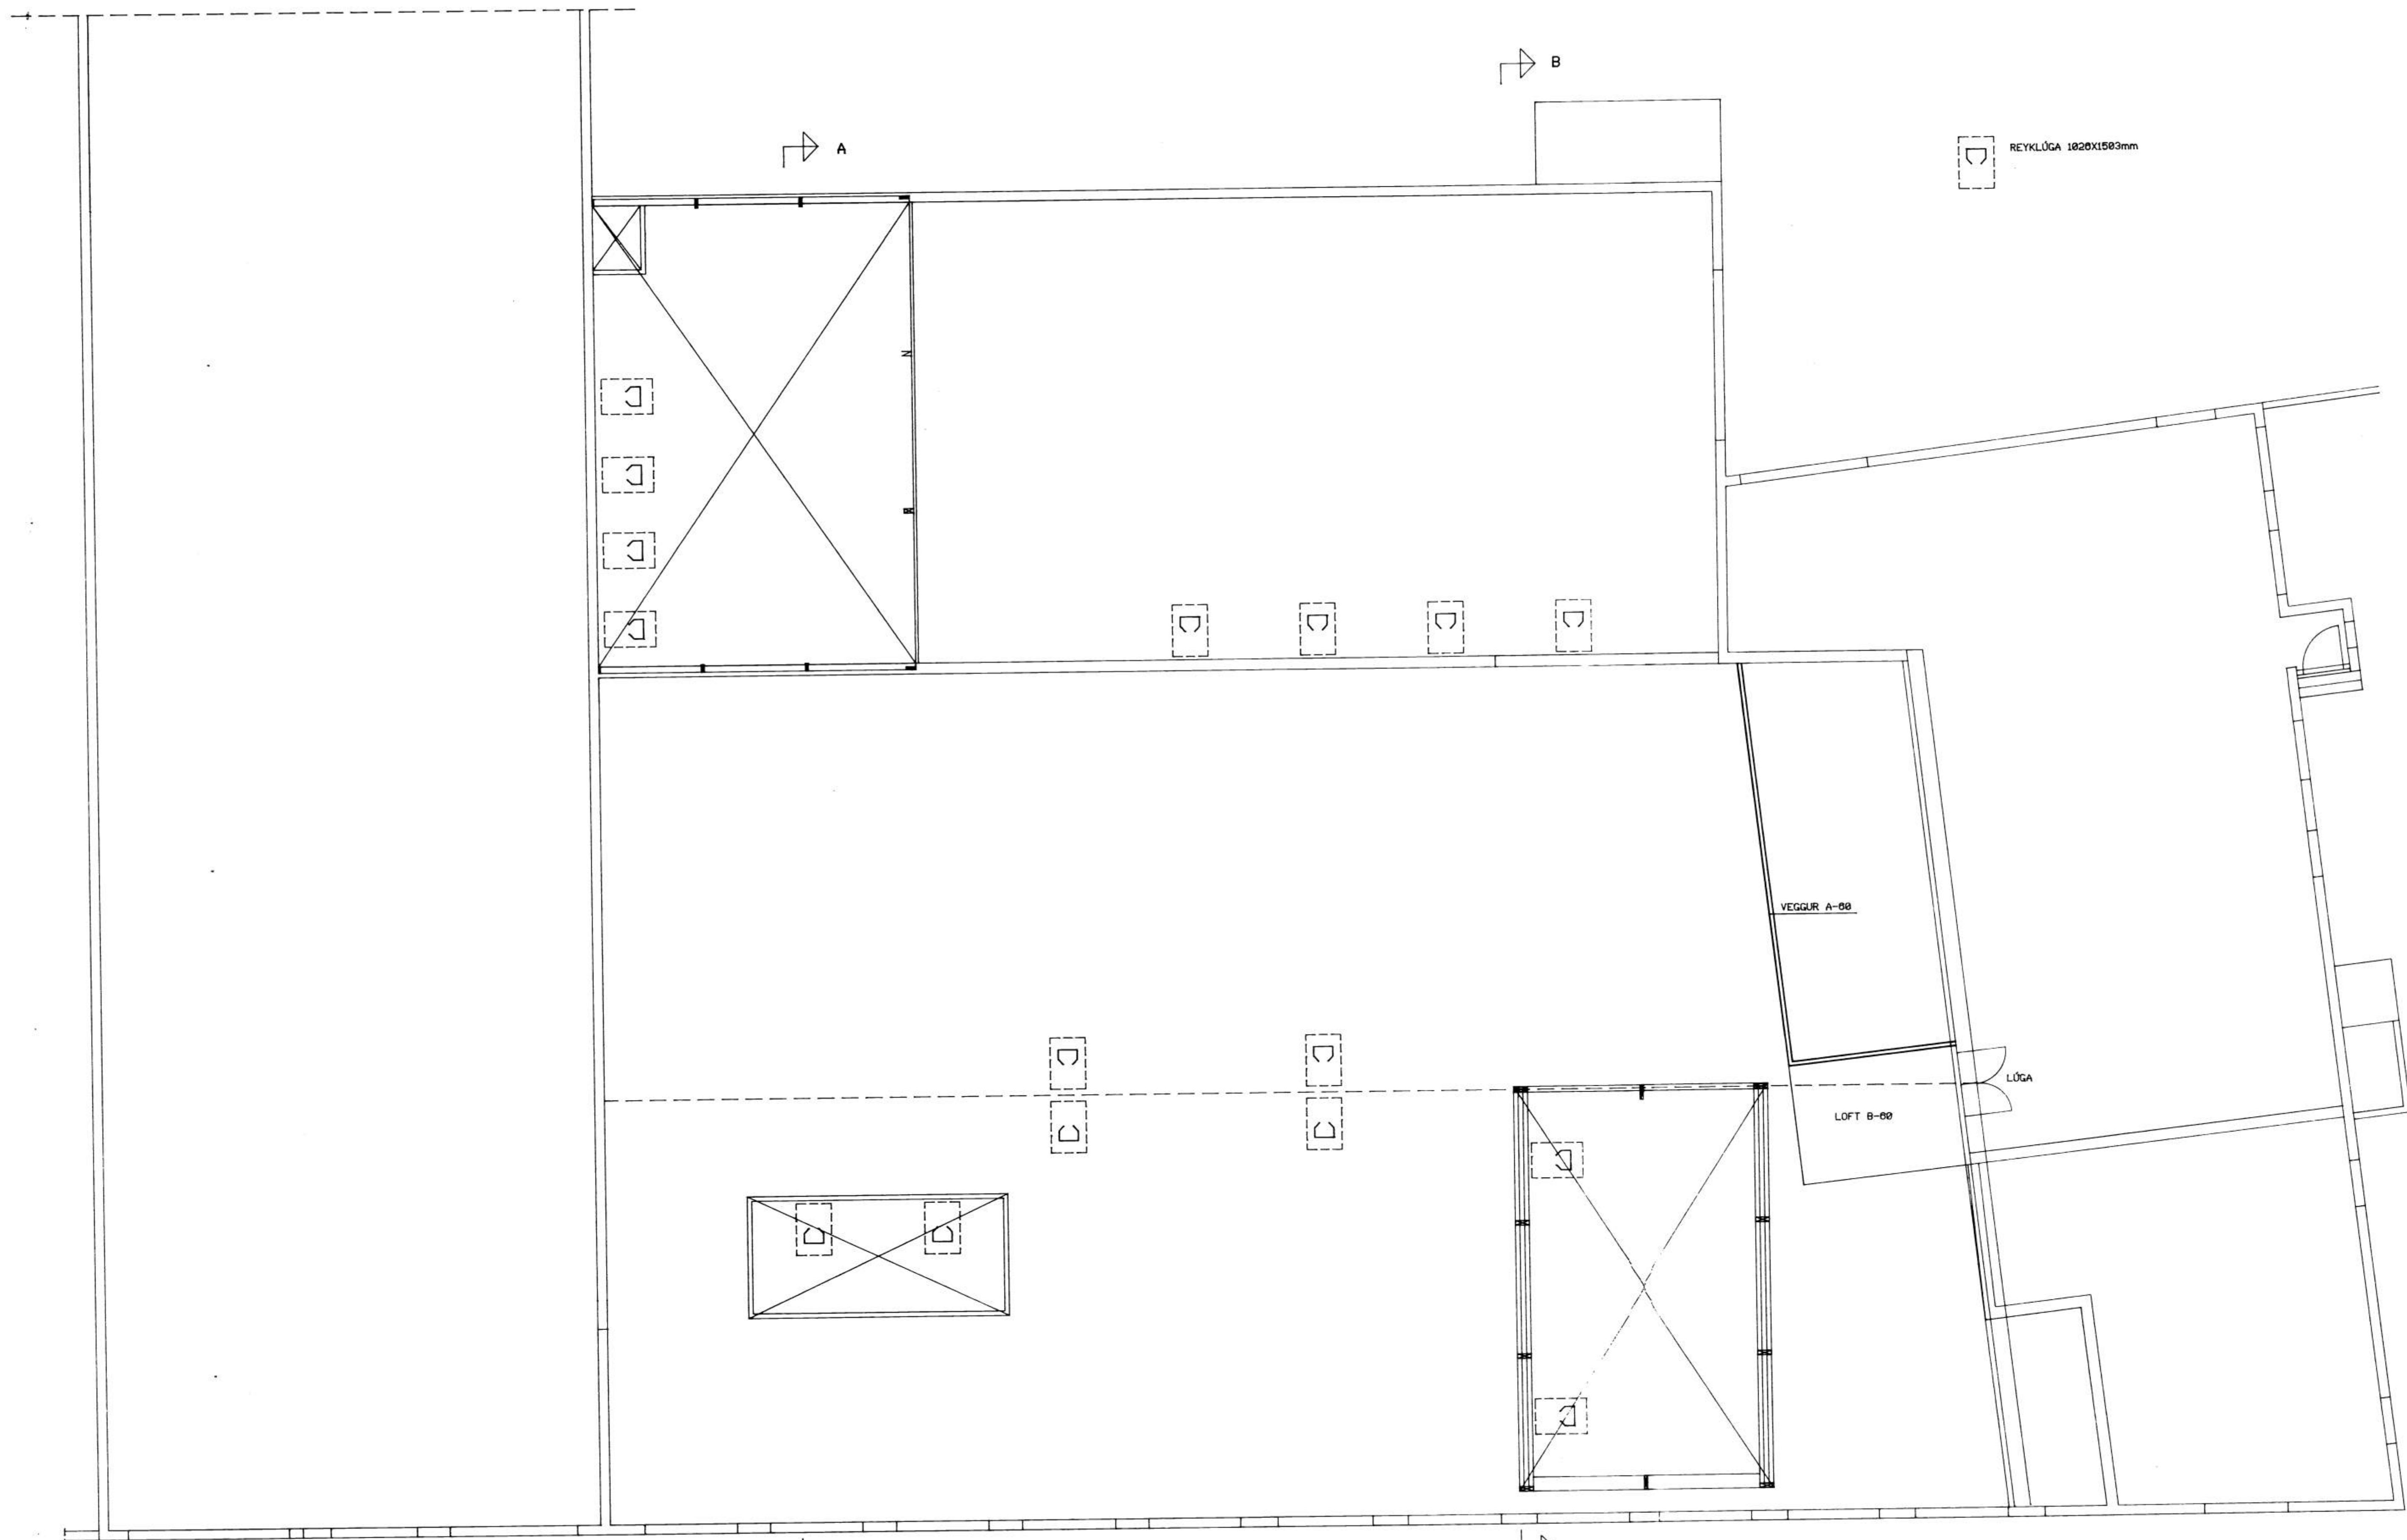 B
A
REYKLÚGA 1020X1503mm
VEGGUR A-60
LÚGA
LOFT B-60